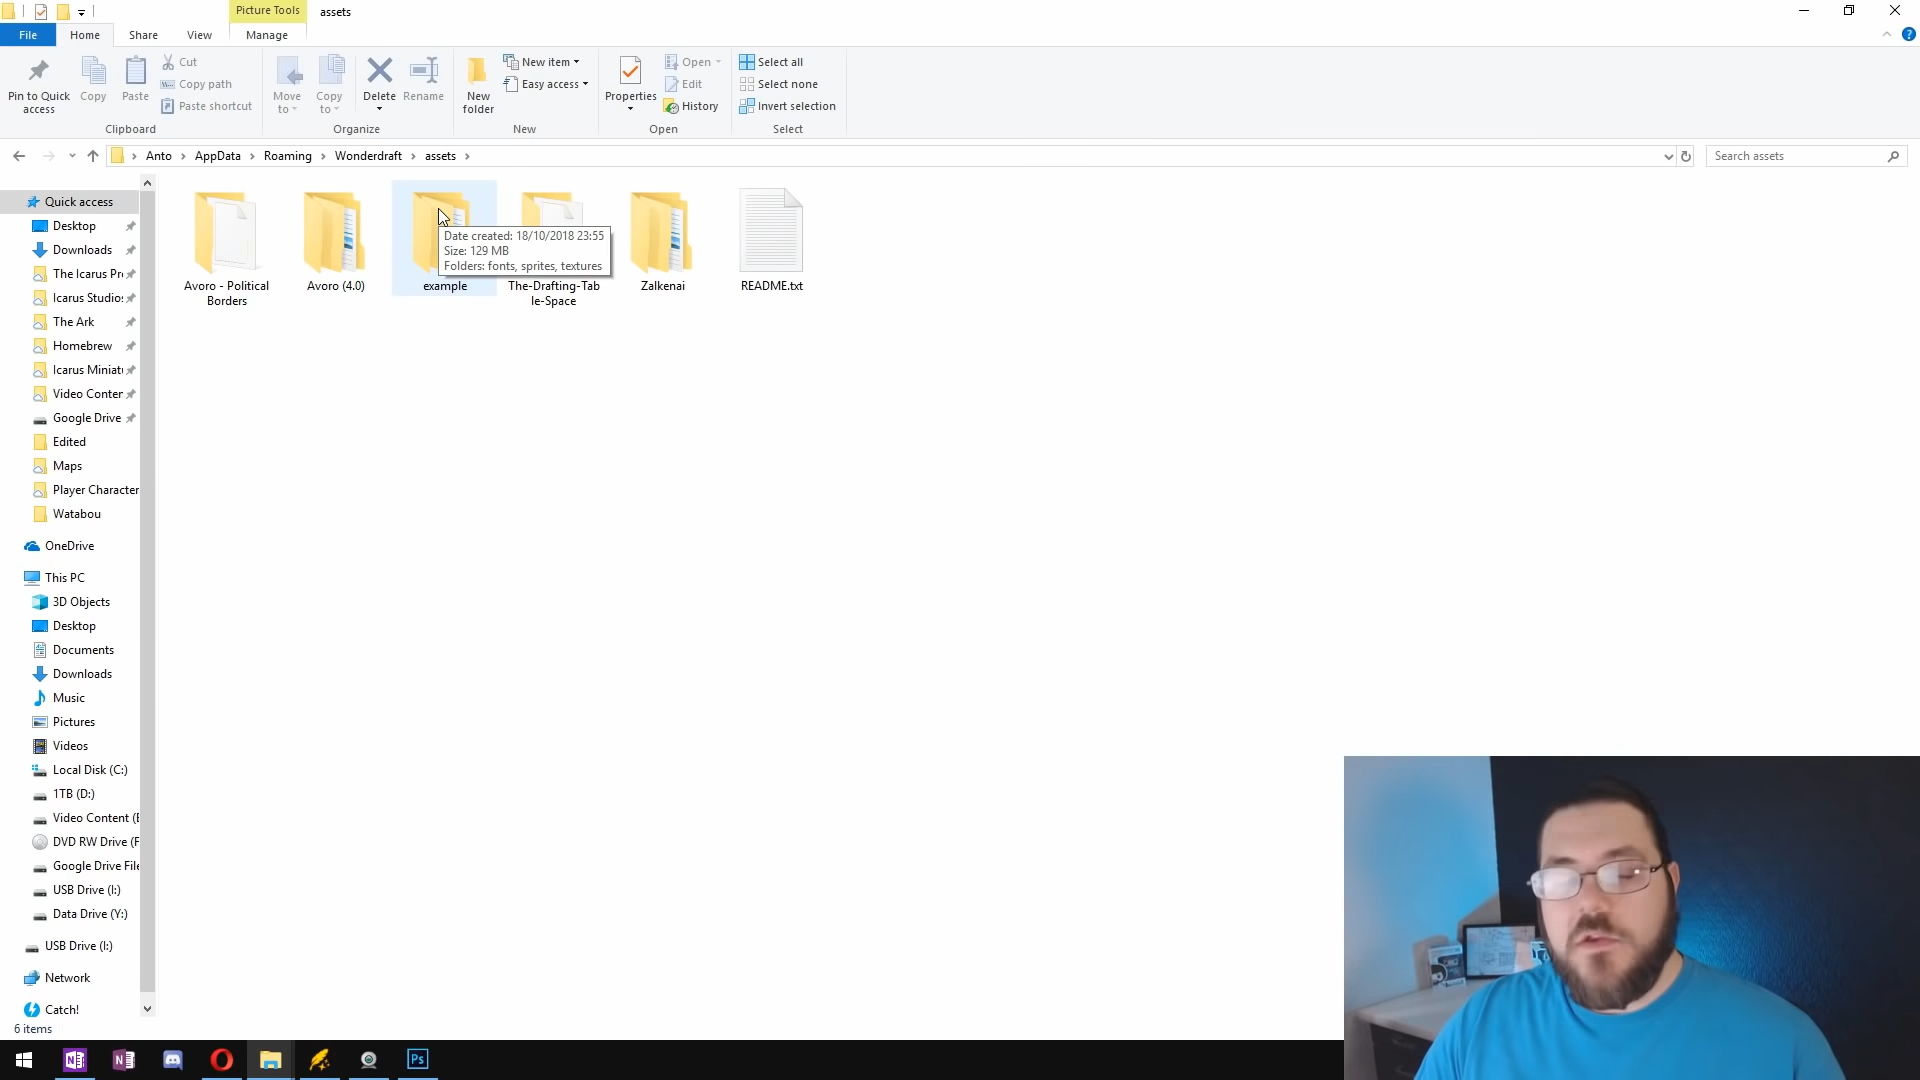 Picture Tools
assets
File
Home
Share
View
Manage
Pin to Quick
access
Copy
Paste
Cut
Copy path
Paste shortcut
Clipboard
Move
to
Copy
to
Delete
Rename
Organize
New
folder
New item
Easy access
New
Properties
Open
Edit
History
Open
Select all
Select none
Invert selection
Select
Anto
AppData
Roaming
Wonderdraft
assets
Search assets
Quick access
Desktop
Downloads
The Icarus Pr
Icarus Studio
The Ark
Homebrew
Icarus Miniat
Video Conter
Google Drive
Edited
Maps
Player Character
Watabou
OneDrive
This PC
3D Objects
Desktop
Documents
Downloads
Music
Pictures
Videos
Local Disk (C:)
1TB (D:)
Video Content (E
DVD RW Drive (F
Google Drive File
USB Drive (I:)
Data Drive (Y:)
USB Drive (I:)
Network
Catch!
6 items
Avoro - Political
Borders
Avoro (4.0)
example
The-Drafting-Tab
le-Space
Zalkenai
README.txt
Date created: 18/10/2018 23:55
Size: 129 MB
Folders: fonts, sprites, textures
N
N
Ps